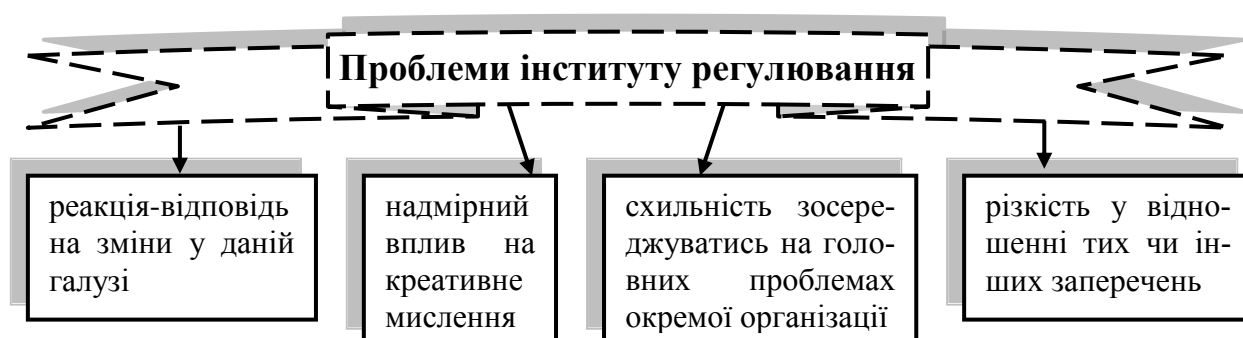 Проблеми інституту регулювання
реакція-відповідь
на зміни у даній
галузі
надмірний
вплив на
креативне
мислення
схильність зосере-
джуватись на голо-
вних проблемах
окремої організації
різкість у відно-
шенні тих чи ін-
ших заперечень